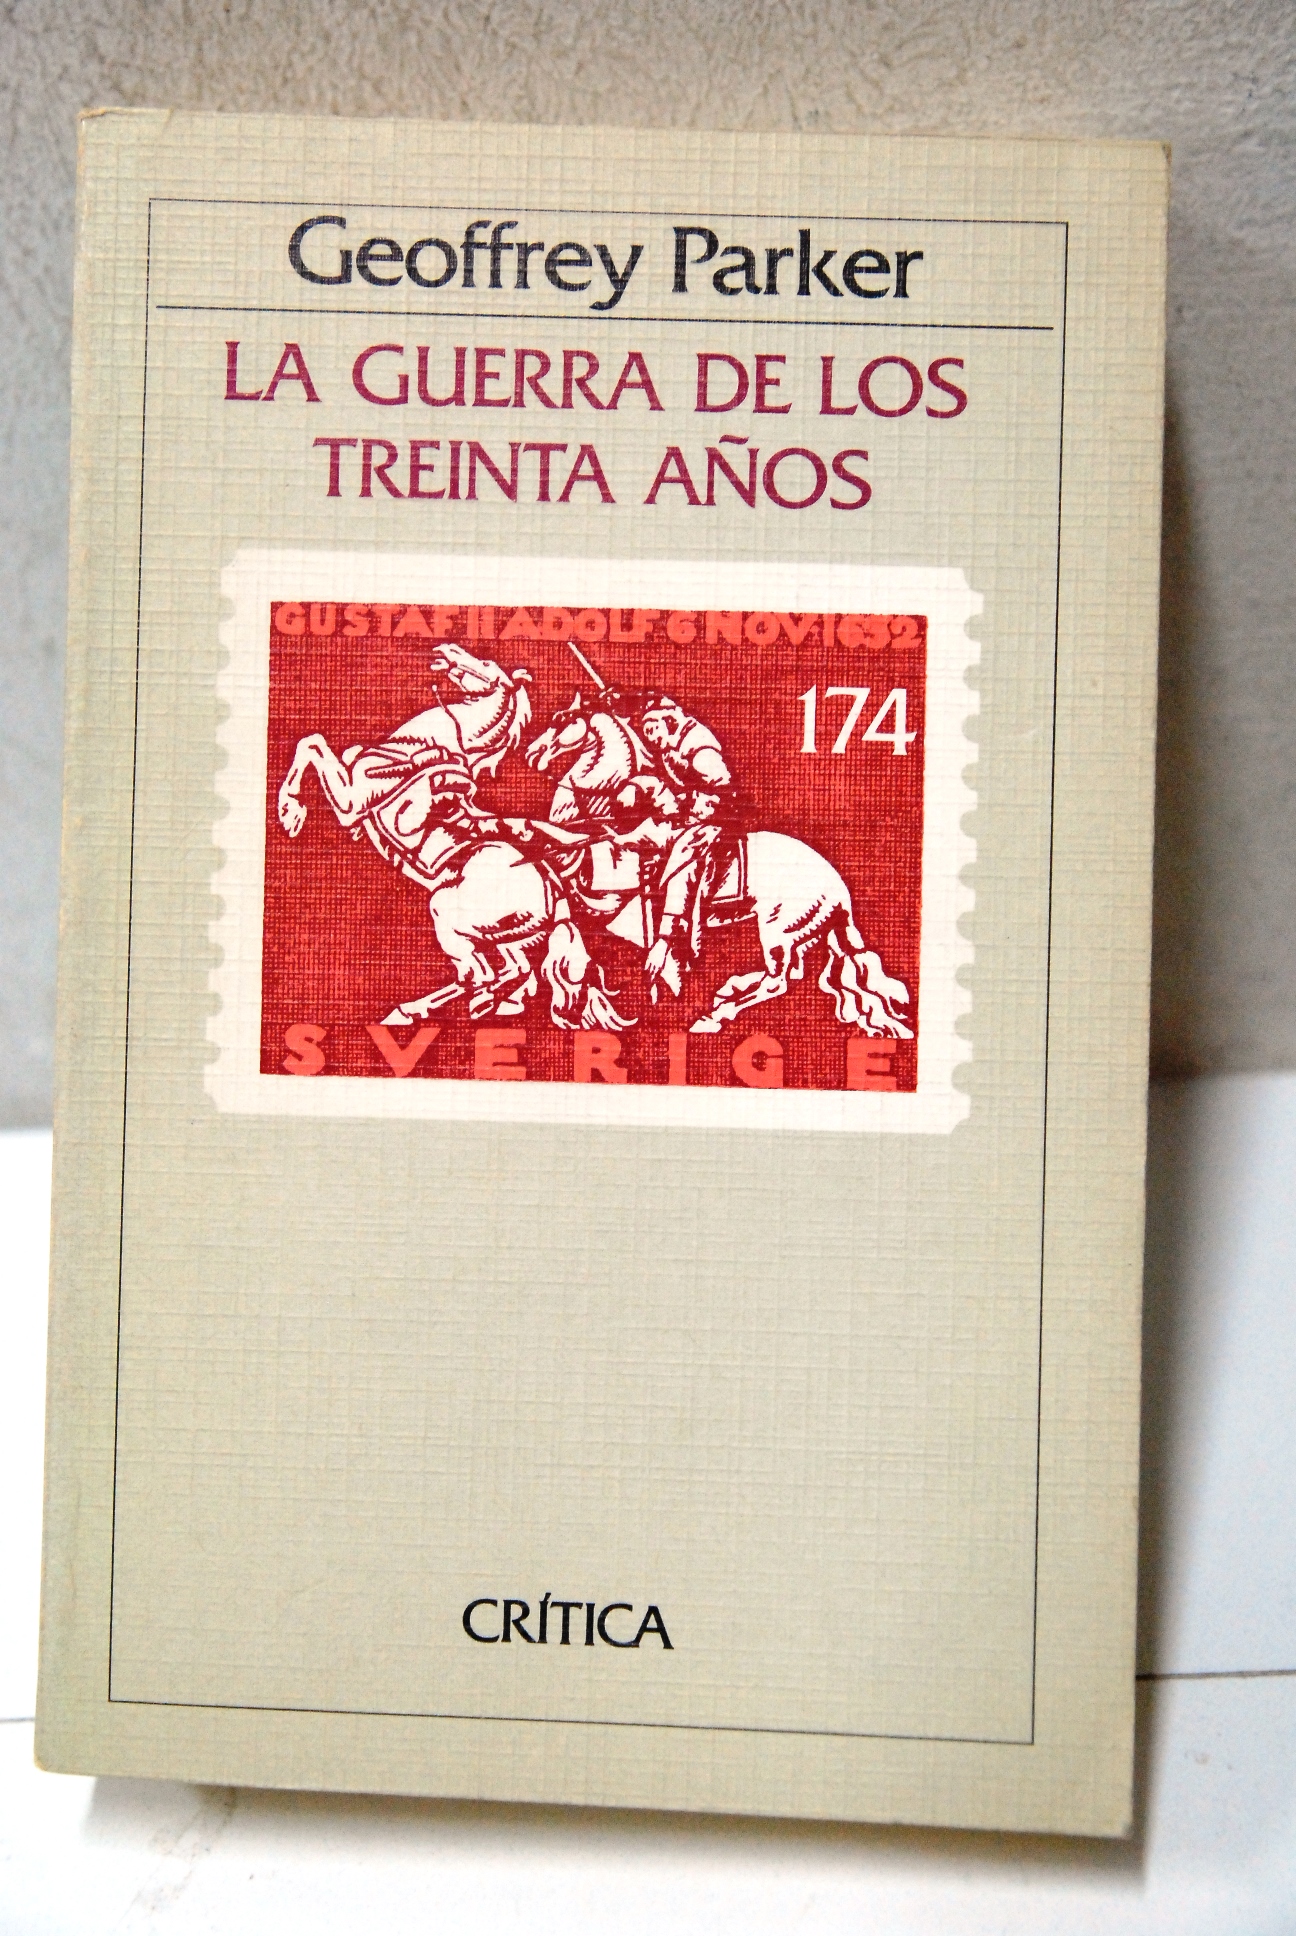 Geoffrey Parker
LA GUERRA DE LOS
TREINTA AÑOS
GUSTAF II ADOLF 6 NOV. 1632
174
SVERIGE
CRÍTICA